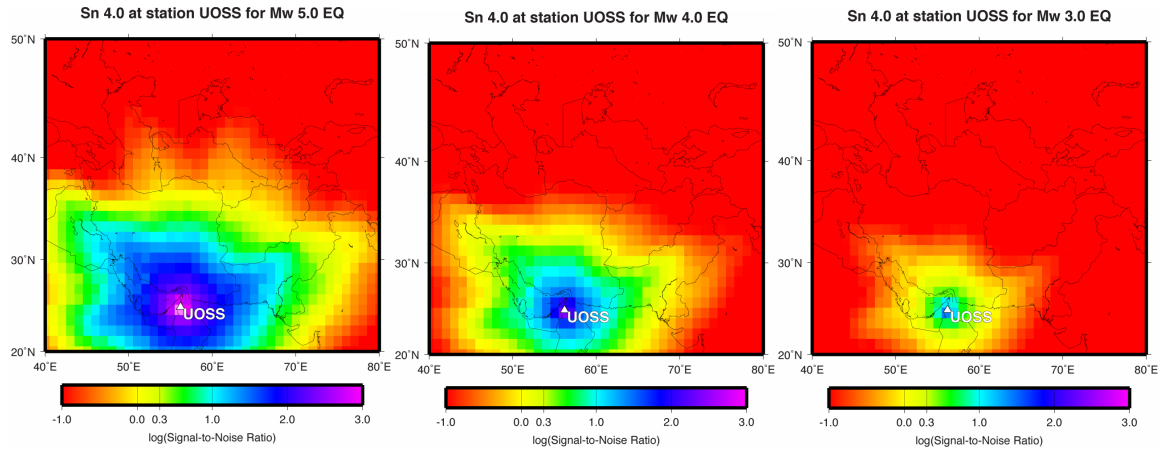 Sn 4.0 at station UOSS for Mw 5.0 EQ
50˚N
40˚N
30˚N
20˚N
UOSS
40˚E 50˚E 60˚E 70˚E 80˚E
-1.0 0.0 0.3 1.0 2.0 3.0
log(Signal-to-Noise Ratio)
Sn 4.0 at station UOSS for Mw 4.0 EQ
50˚N
40˚N
30˚N
20˚N
UOSS
40˚E 50˚E 60˚E 70˚E 80˚E
-1.0 0.0 0.3 1.0 2.0 3.0
log(Signal-to-Noise Ratio)
Sn 4.0 at station UOSS for Mw 3.0 EQ
50˚N
40˚N
30˚N
20˚N
UOSS
40˚E 50˚E 60˚E 70˚E 80˚E
-1.0 0.0 0.3 1.0 2.0 3.0
log(Signal-to-Noise Ratio)